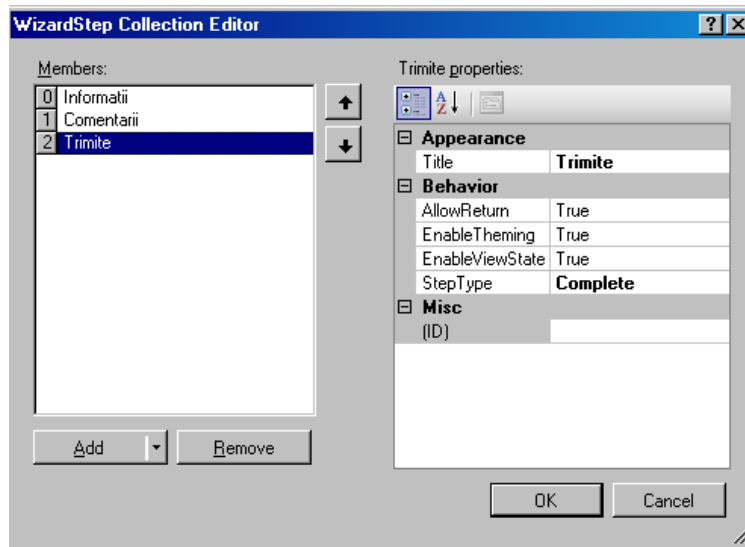 WizardStep Collection Editor
Members:
0 Informatii
1 Comentarii
2 Trimite
Add
Remove
Trimite properties:
Appearance
Title Trimite
Behavior
AllowReturn True
EnableTheming True
EnableViewState True
StepType Complete
Misc
(ID)
OK
Cancel